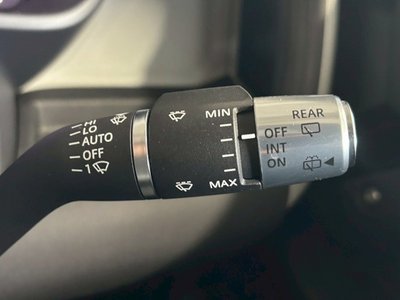 HI
LO
AUTO
OFF
1
MIN
MAX
REAR
OFF
INT
ON